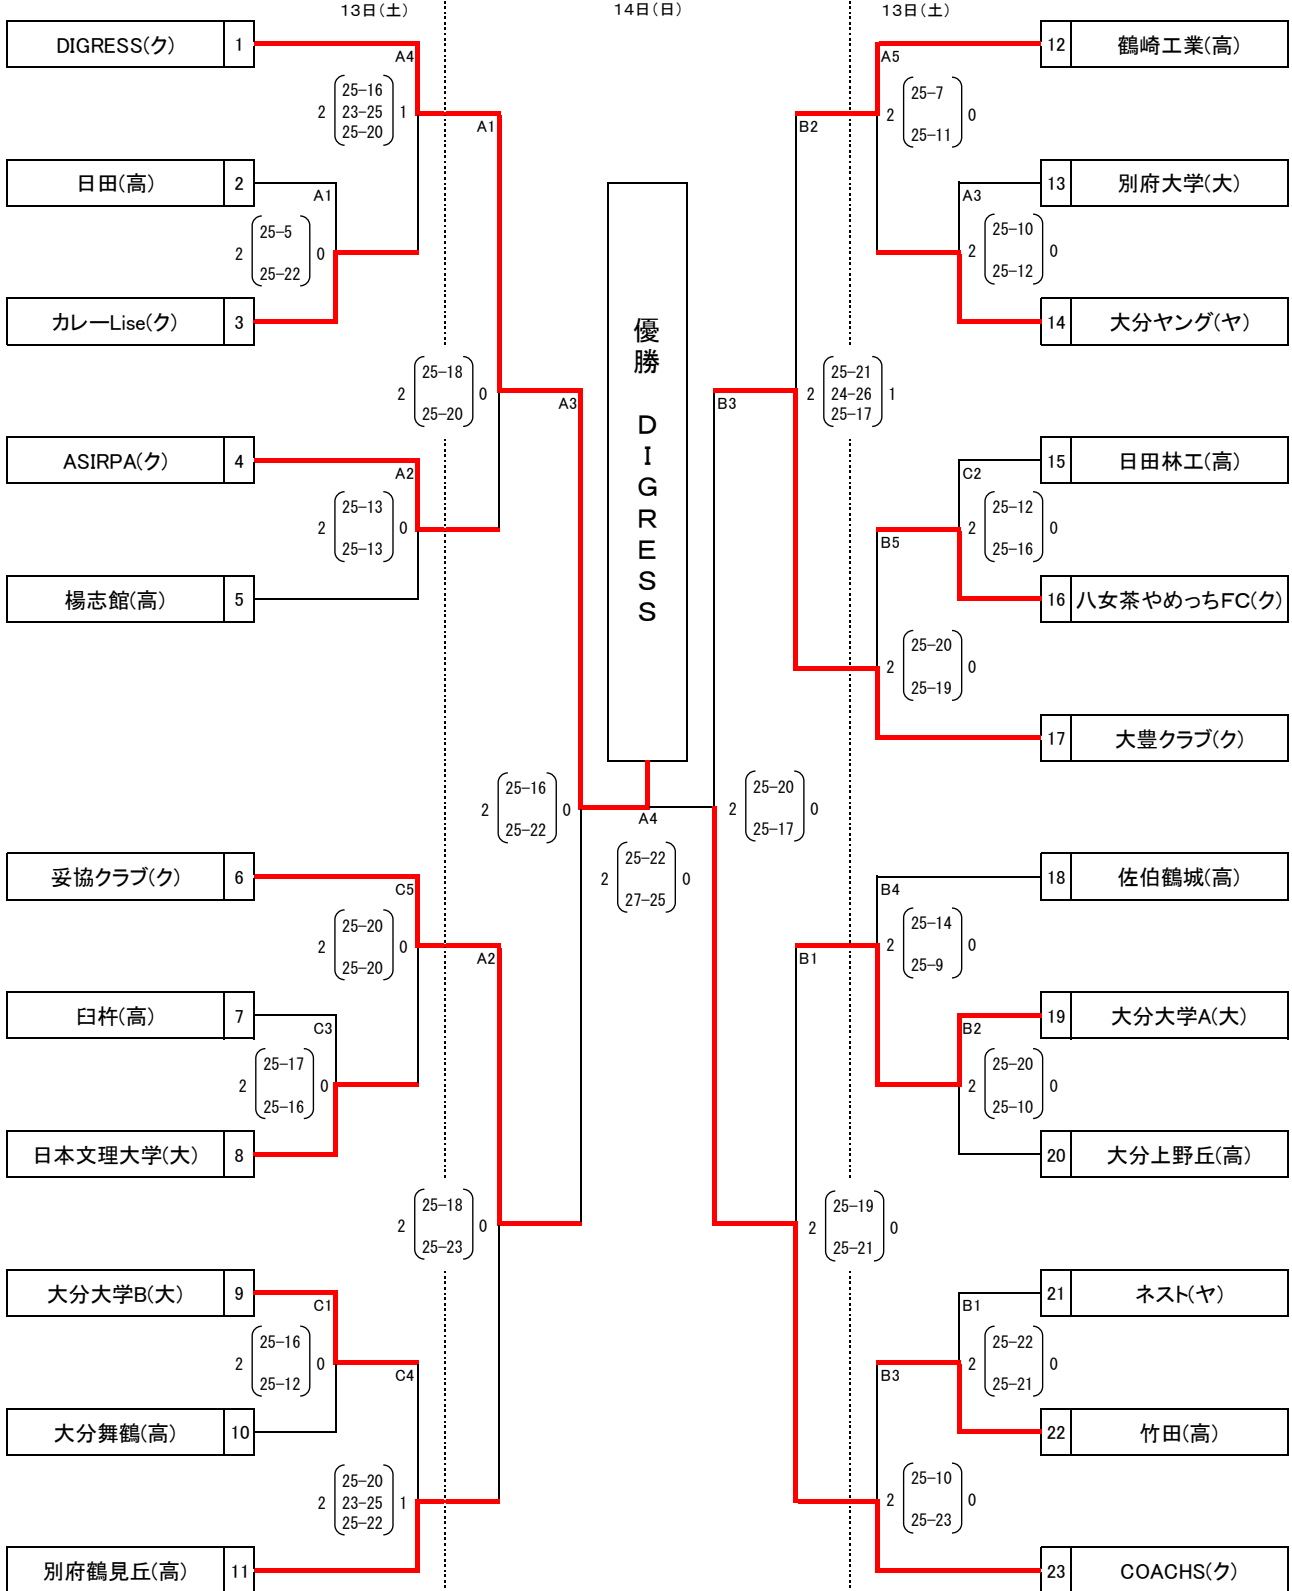 13日(土)
14日(日)
13日(土)
DIGRESS(ク) 1
A4
2 25-16 23-25 25-20 1
A1
日田(高) 2
A1
2 25-5 25-22 0
カレーLise(ク) 3
2 25-18 25-20 0
A3
ASIRPA(ク) 4
A2
2 25-13 25-13 0
楊志館(高) 5
2 25-16 25-22 0
妥協クラブ(ク) 6
C5
2 25-20 25-20 0
A2
臼杵(高) 7
C3
2 25-17 25-16 0
日本文理大学(大) 8
2 25-18 25-23 0
大分大学B(大) 9
C1
2 25-16 25-12 0
C4
大分舞鶴(高) 10
2 25-20 23-25 25-22 1
別府鶴見丘(高) 11
優勝 DIGRESS
A4
2 25-22 27-25 0
12 鶴崎工業(高)
A5
2 25-7 25-11 0
B2
13 別府大学(大)
A3
2 25-10 25-12 0
14 大分ヤング(ヤ)
2 25-21 24-26 25-17 1
B3
15 日田林工(高)
C2
2 25-12 25-16 0
B5
16 八女茶やめっちFC(ク)
2 25-20 25-19 0
17 大豊クラブ(ク)
2 25-20 25-17 0
18 佐伯鶴城(高)
B4
2 25-14 25-9 0
B1
19 大分大学A(大)
B2
2 25-20 25-10 0
20 大分上野丘(高)
2 25-19 25-21 0
21 ネスト(ヤ)
B1
2 25-22 25-21 0
B3
22 竹田(高)
2 25-10 25-23 0
23 COACHS(ク)